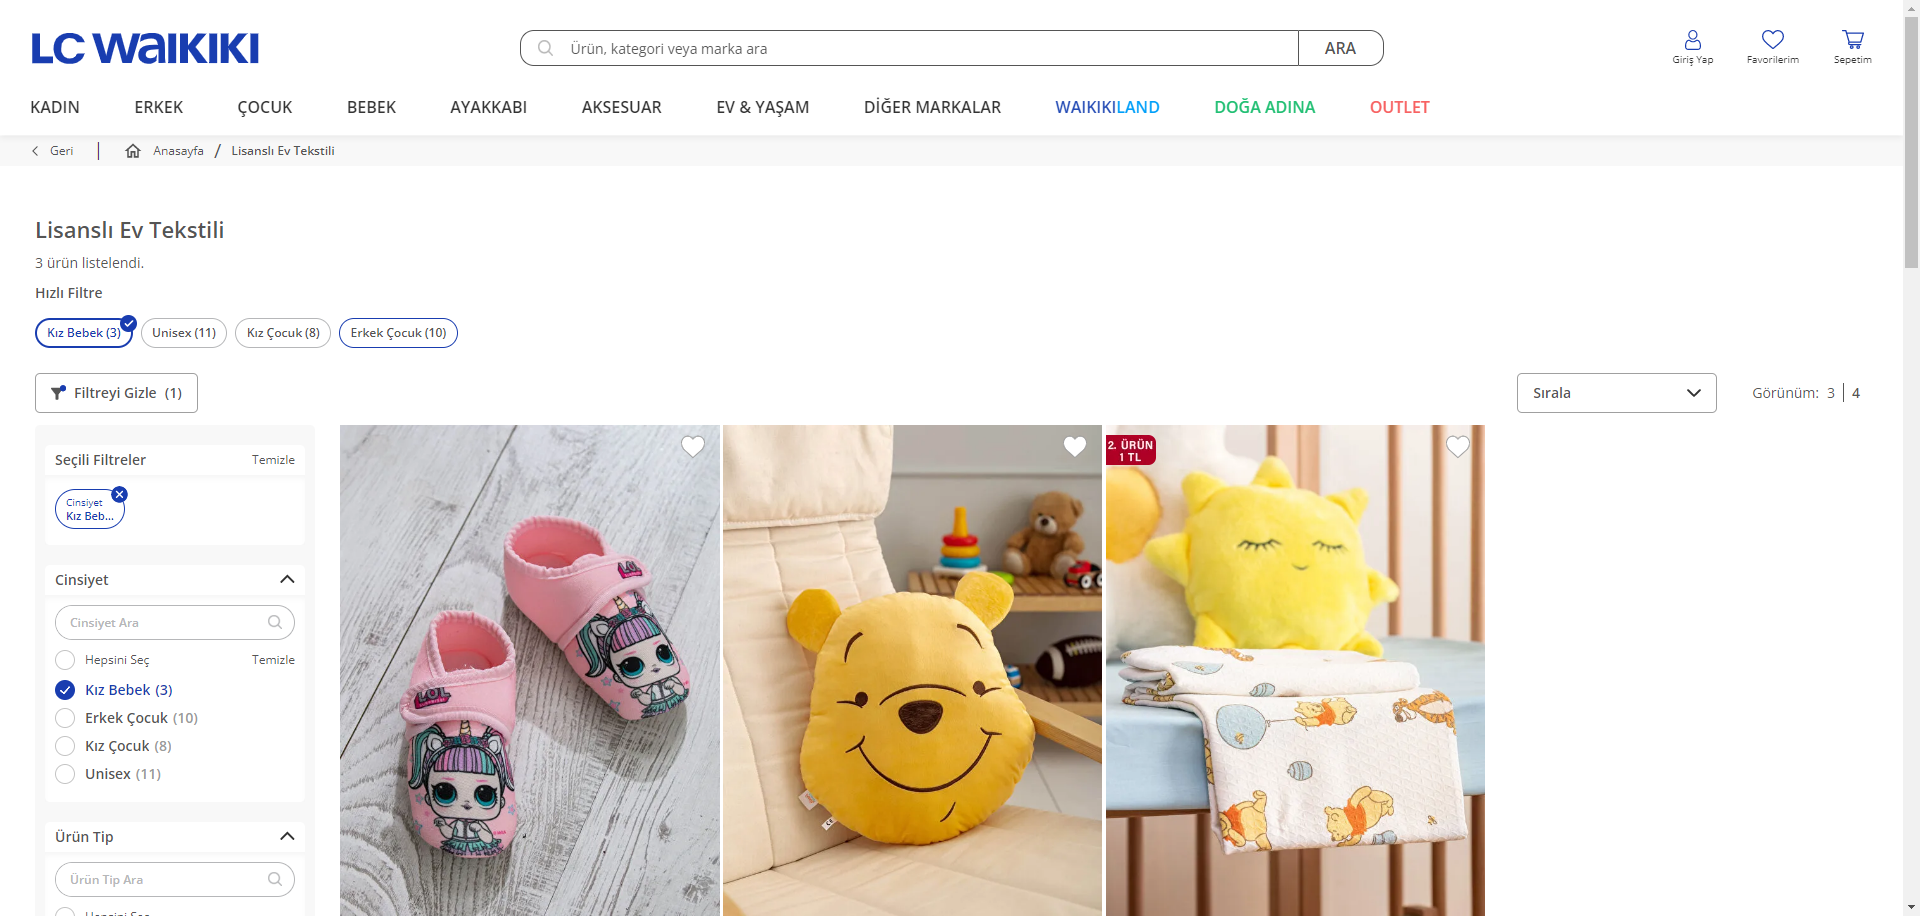 LC WAIKIKI
Ürün, kategori veya marka ara
ARA
Giriş Yap
Favorilerim
Sepetim
KADIN
ERKEK
ÇOCUK
BEBEK
AYAKKABI
AKSESUAR
EV & YAŞAM
DİĞER MARKALAR
WAIKIKILAND
DOĞA ADINA
OUTLET
Geri
Anasayfa / Lisanslı Ev Tekstili
Lisanslı Ev Tekstili
3 ürün listelendi.
Hızlı Filtre
Kız Bebek (3)
Unisex (11)
Kız Çocuk (8)
Erkek Çocuk (10)
Filtreyi Gizle (1)
Sırala
Görünüm: 3 | 4
Seçili Filtreler
Temizle
Cinsiyet
Kız Beb...
Cinsiyet
Cinsiyet Ara
Hepsini Seç
Temizle
Kız Bebek (3)
Erkek Çocuk (10)
Kız Çocuk (8)
Unisex (11)
Ürün Tip
Ürün Tip Ara
Hepsini Seç
LOL
LOL
2. ÜRÜN
1 TL